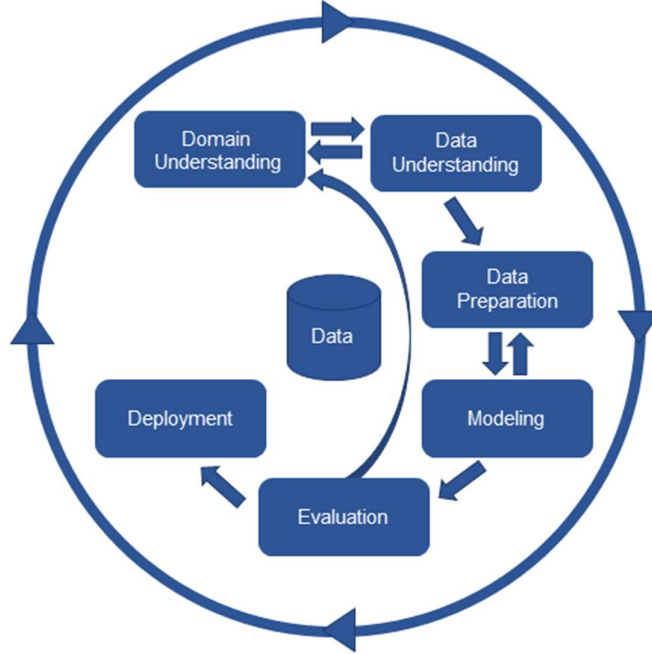 Domain
Understanding
Data
Understanding
Data
Preparation
Data
Deployment
Modeling
Evaluation